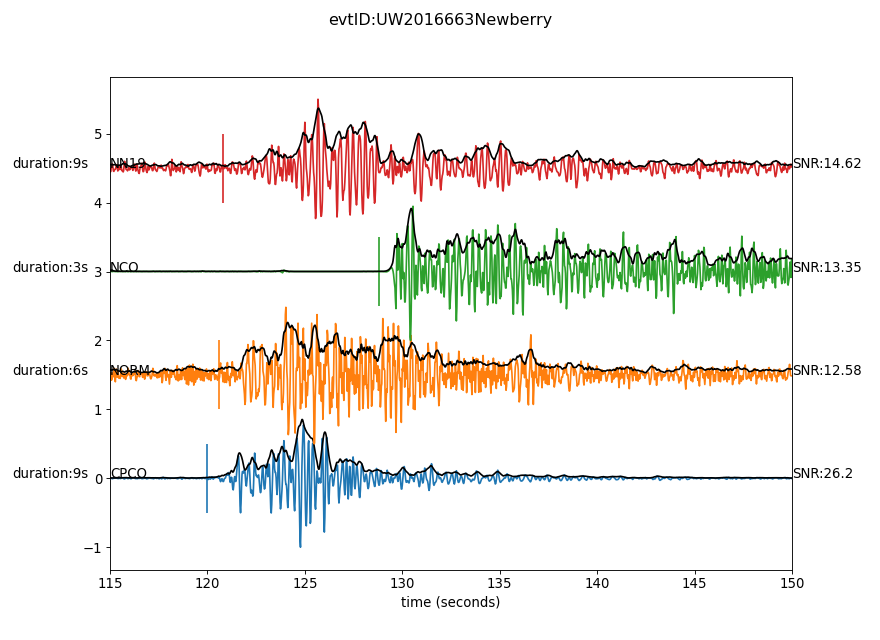 evtID:UW2016663Newberry
5
duration:9s NN19 SNR:14.62
4
duration:3s NCO SNR:13.35
3
2
duration:6s NORM SNR:12.58
1
duration:9s CPCO SNR:26.2
0
−1
115 120 125 130 135 140 145 150
time (seconds)